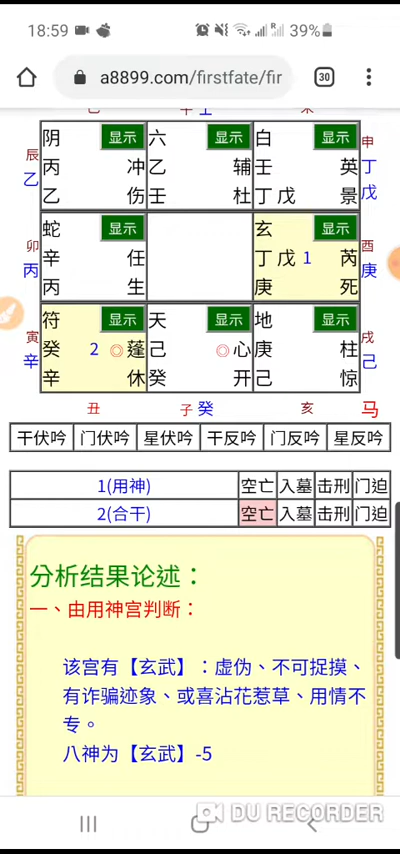 18:59 39%
a8899.com/firstfate/fir 30
阴 显示 六 显示 白 显示 申
辰 丙 冲 乙 辅 壬 英 丁
乙 乙 伤 壬 杜 丁 戊 景 戊
蛇 显示 玄 显示
卯 辛 任 丁 戊 1 芮 酉
丙 丙 生 庚 死 庚
符 显示 天 显示 地 显示
寅 癸 2 ◎ 蓬 己 ◎ 心 庚 柱 戌
辛 辛 休 癸 开 己 惊 己
丑 子 癸 亥 马
干伏吟 门伏吟 星伏吟 干反吟 门反吟 星反吟
1(用神) 空亡 入墓 击刑 门迫
2(合干) 空亡 入墓 击刑 门迫
分析结果论述：
一、由用神宫判断：
该宫有【玄武】：虚伪、不可捉摸、
有诈骗迹象、或喜沾花惹草、用情不
专。
八神为【玄武】-5
DU RECORDER